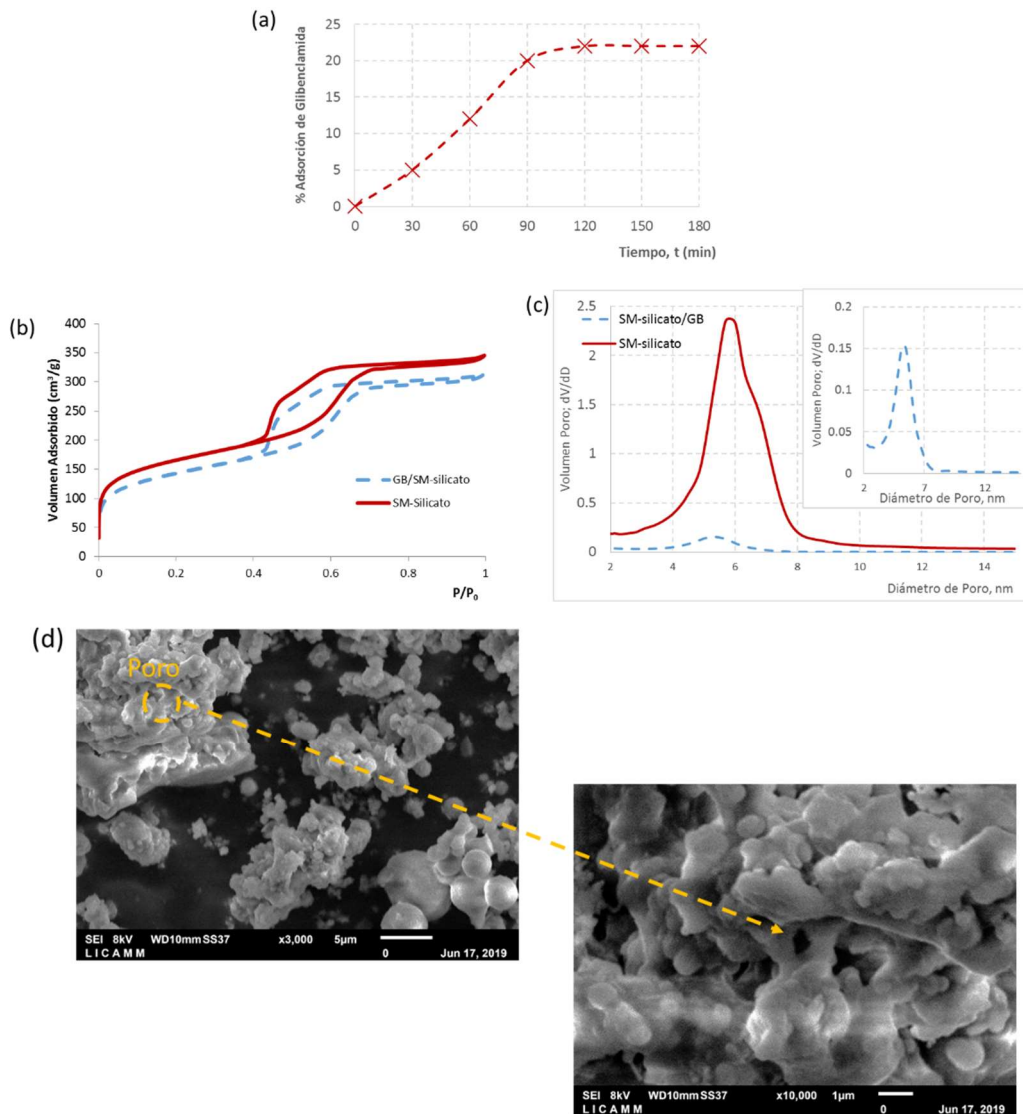 (a)
25
20
15
10
5
0
% Adsorción de Glibenclamida
0 30 60 90 120 150 180
Tiempo, t (min)
(b)
400
350
300
250
200
150
100
50
0
Volumen Adsorbido (cm³/g)
GB/SM-silicato
SM-Silicato
0 0.2 0.4 0.6 0.8 1
P/P₀
(c)
2.5
2
1.5
1
0.5
0
Volumen Poro; dV/dD
SM-silicato/GB
SM-silicato
2 4 6 8 10 12 14
Diámetro de Poro, nm
0.2
0.15
0.1
0.05
0
Volumen Poro; dV/dD
2 7 12
Diámetro de Poro, nm
(d)
Poro
SEI 8kV WD10mm SS37 x3,000 5µm
LICAMM 0 Jun 17, 2019
SEI 8kV WD10mm SS37 x10,000 1µm
LICAMM 0 Jun 17, 2019